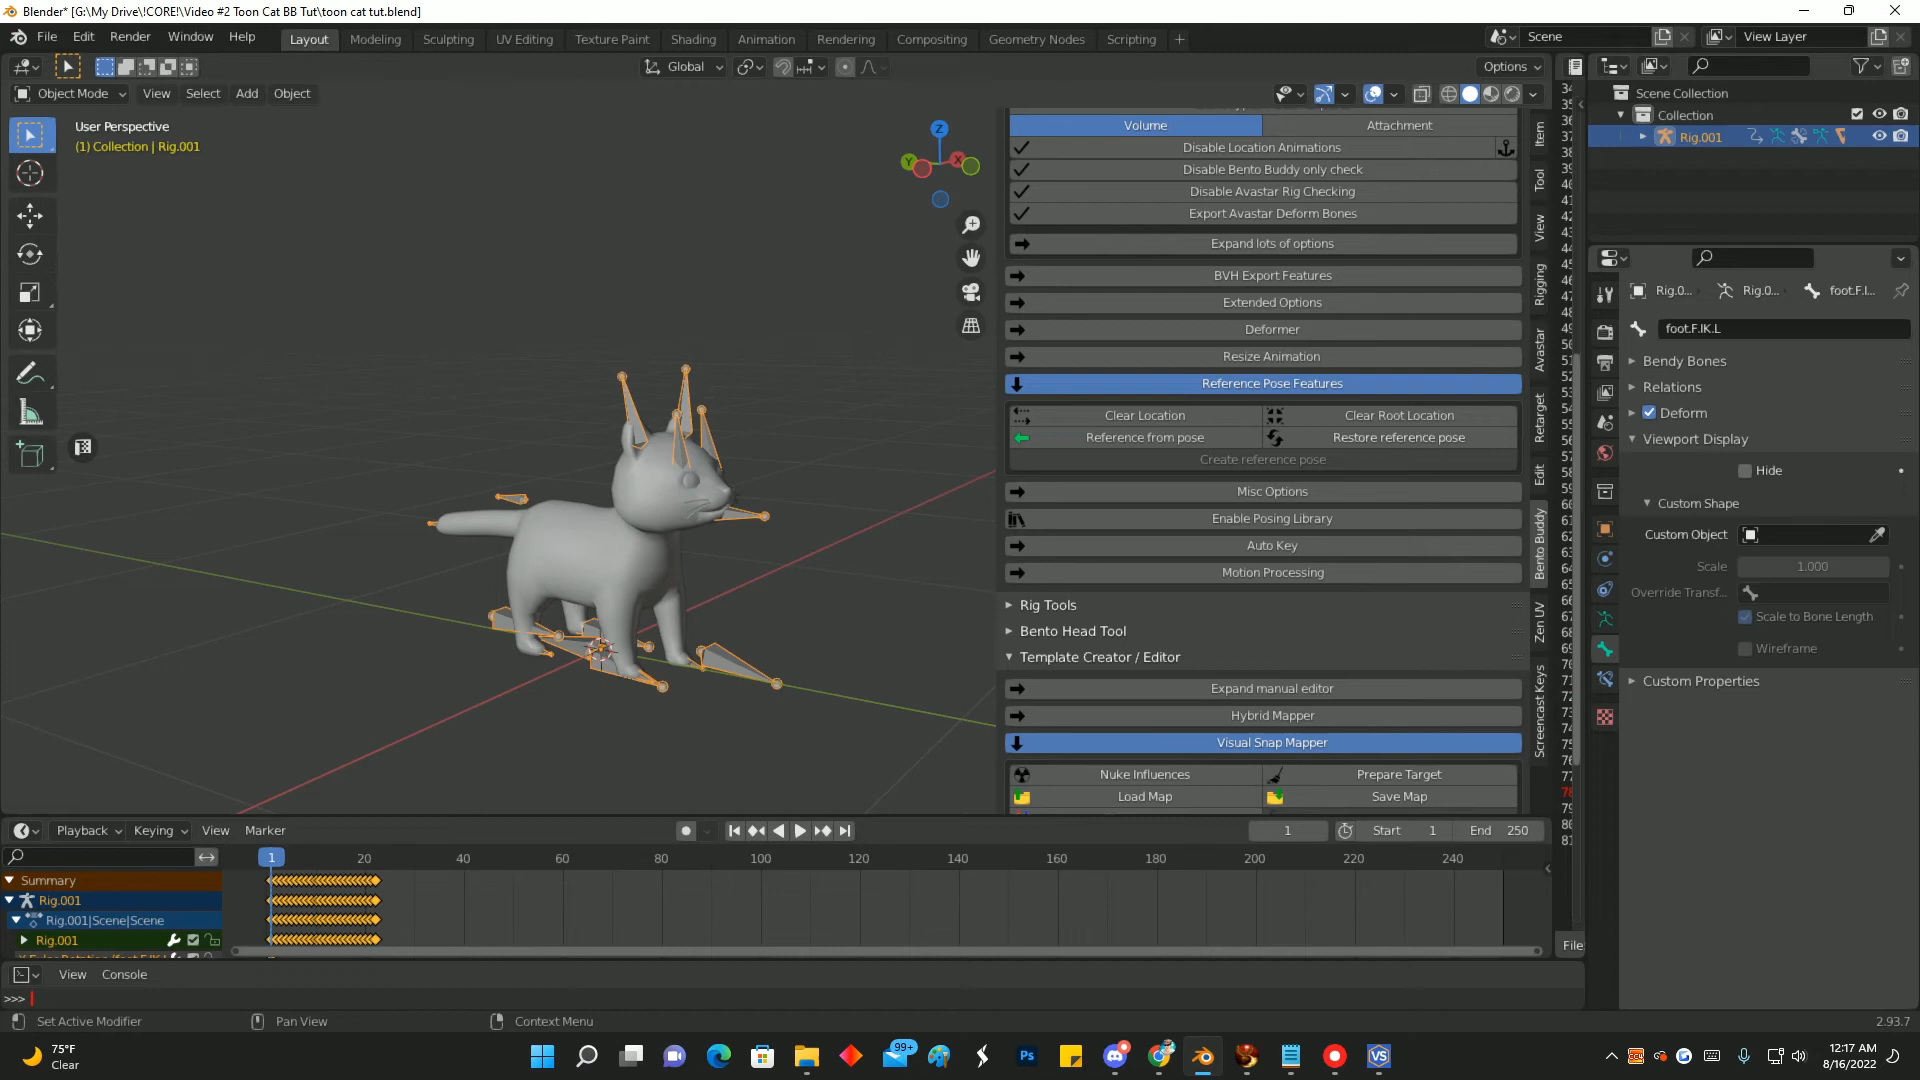 Blender* [G:\My Drive\!CORE!\Video #2 Toon Cat BB Tut\toon cat tut.blend]
File Edit Render Window Help Layout Modeling Sculpting UV Editing Texture Paint Shading Animation Rendering Compositing Geometry Nodes Scripting Scene View Layer
Global Options
Object Mode View Select Add Object
User Perspective
(1) Collection | Rig.001
Z
Y X
Volume Attachment
Disable Location Animations
Disable Bento Buddy only check
Disable Avastar Rig Checking
Export Avastar Deform Bones
Expand lots of options
BVH Export Features
Extended Options
Deformer
Resize Animation
Reference Pose Features
Clear Location Clear Root Location
Reference from pose Restore reference pose
Create reference pose
Misc Options
Enable Posing Library
Auto Key
Motion Processing
Rig Tools
Bento Head Tool
Template Creator / Editor
Expand manual editor
Hybrid Mapper
Visual Snap Mapper
Nuke Influences Prepare Target
Load Map Save Map
Item
Tool
View
Rigging
Avastar
Retarget
Edit
Bento Buddy
Zen UV
Screencast Keys
File
Scene Collection
Collection
Rig.001
Rig.0... Rig.0... foot.F.I...
foot.F.IK.L
Bendy Bones
Relations
Deform
Viewport Display
Hide
Custom Shape
Custom Object
Scale 1.000
Override Transf...
Scale to Bone Length
Wireframe
Custom Properties
Playback Keying View Marker 1 Start 1 End 250
1 20 40 60 80 100 120 140 160 180 200 220 240
Summary
Rig.001
Rig.001|Scene|Scene
Rig.001
View Console
>>>
Set Active Modifier Pan View Context Menu 2.93.7
75°F
Clear
99+
Ps
VS
12:17 AM
8/16/2022